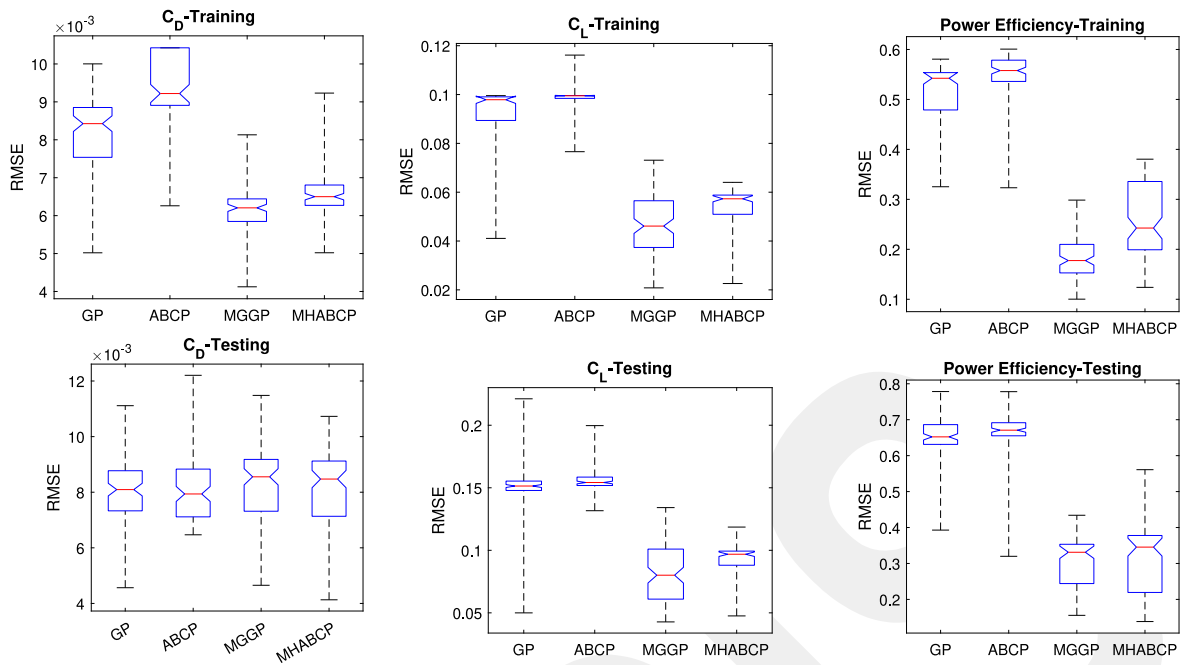 C_D-Training
×10^-3
RMSE
10
9
8
7
6
5
4
GP ABCP MGGP MHABCP
C_L-Training
RMSE
0.12
0.1
0.08
0.06
0.04
0.02
GP ABCP MGGP MHABCP
Power Efficiency-Training
RMSE
0.6
0.5
0.4
0.3
0.2
0.1
GP ABCP MGGP MHABCP
C_D-Testing
×10^-3
RMSE
12
10
8
6
4
GP ABCP MGGP MHABCP
C_L-Testing
RMSE
0.2
0.15
0.1
0.05
GP ABCP MGGP MHABCP
Power Efficiency-Testing
RMSE
0.8
0.7
0.6
0.5
0.4
0.3
0.2
GP ABCP MGGP MHABCP